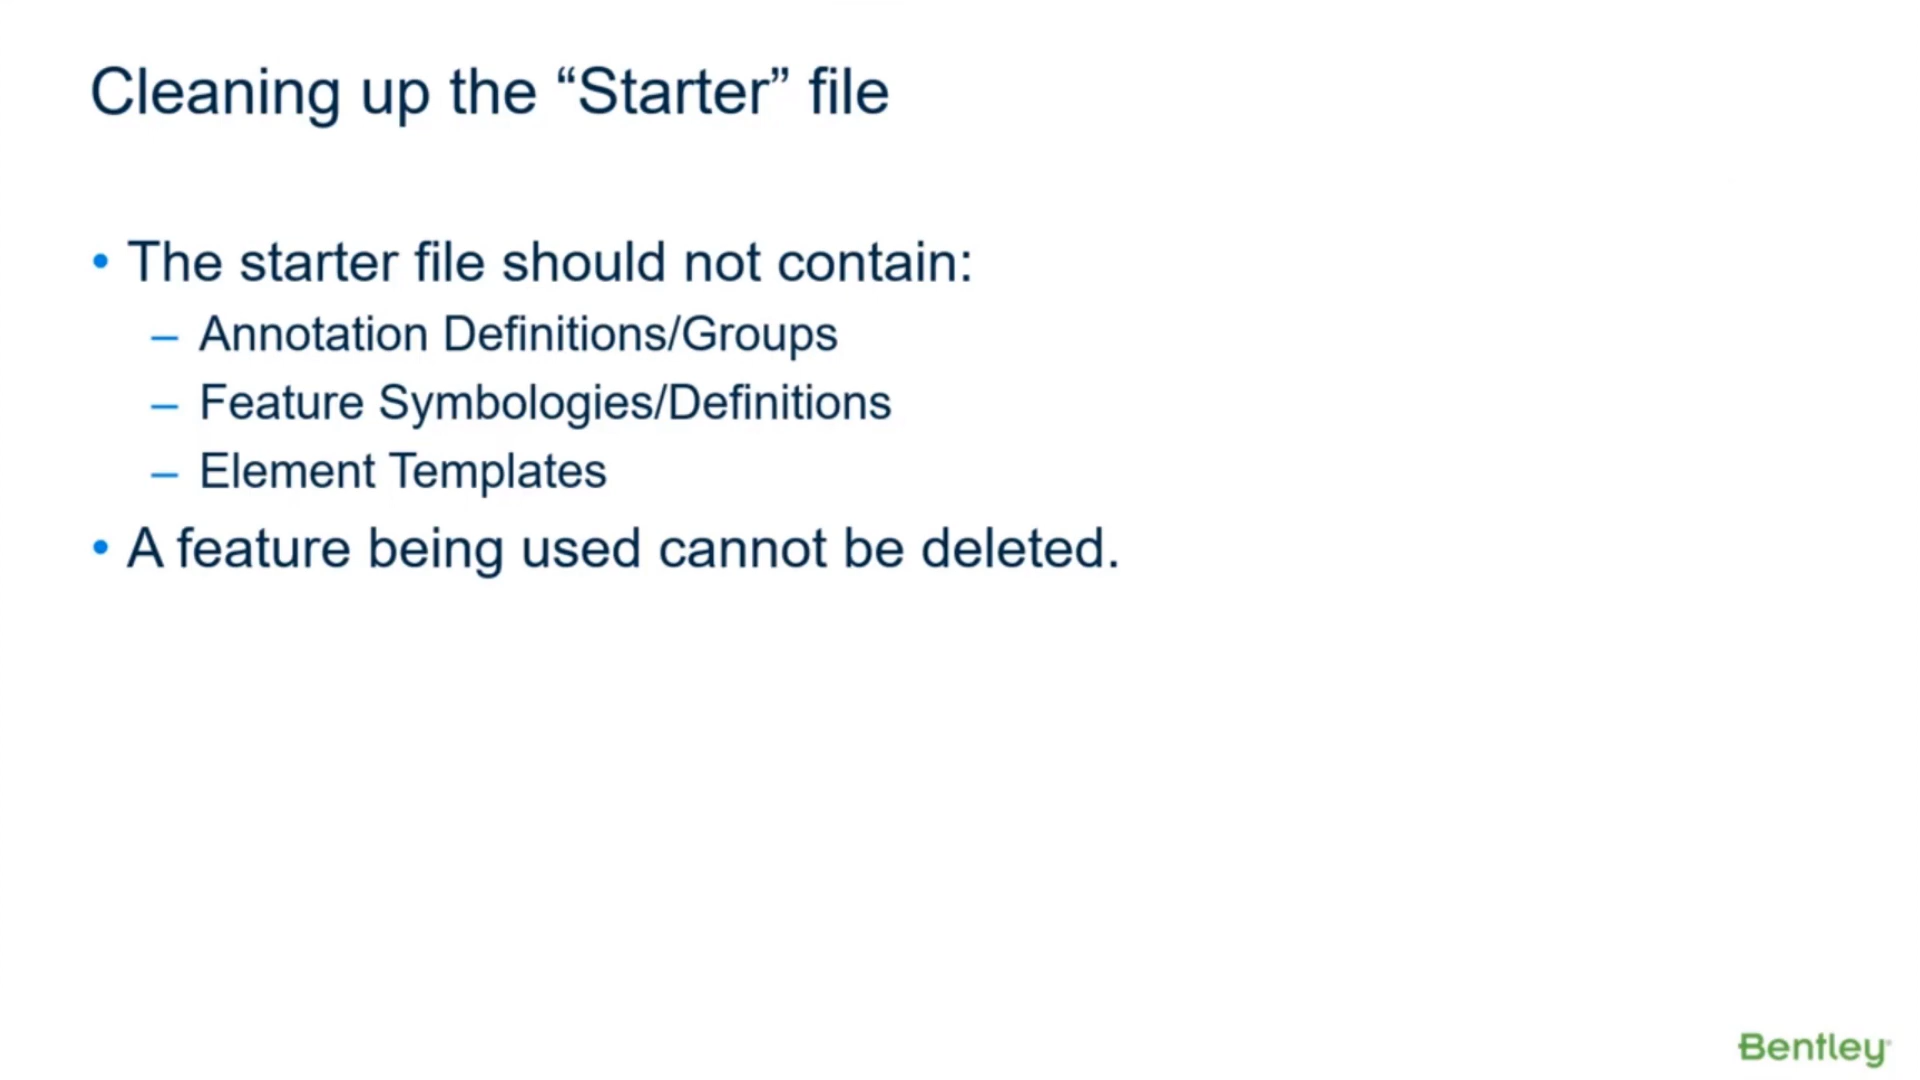 Cleaning up the “Starter” file
• The starter file should not contain:
– Annotation Definitions/Groups
– Feature Symbologies/Definitions
– Element Templates
• A feature being used cannot be deleted.
Bentley